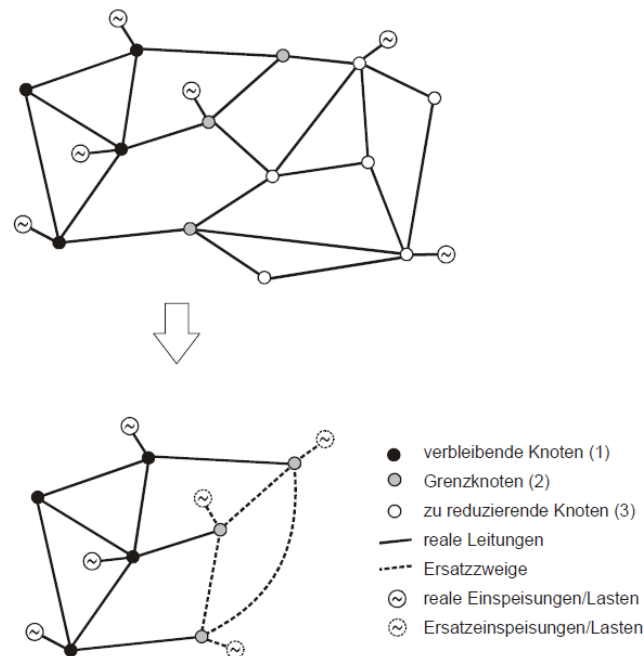 verbleibende Knoten (1)
Grenzknoten (2)
zu reduzierende Knoten (3)
reale Leitungen
Ersatzzweige
reale Einspeisungen/Lasten
Ersatzeinspeisungen/Lasten